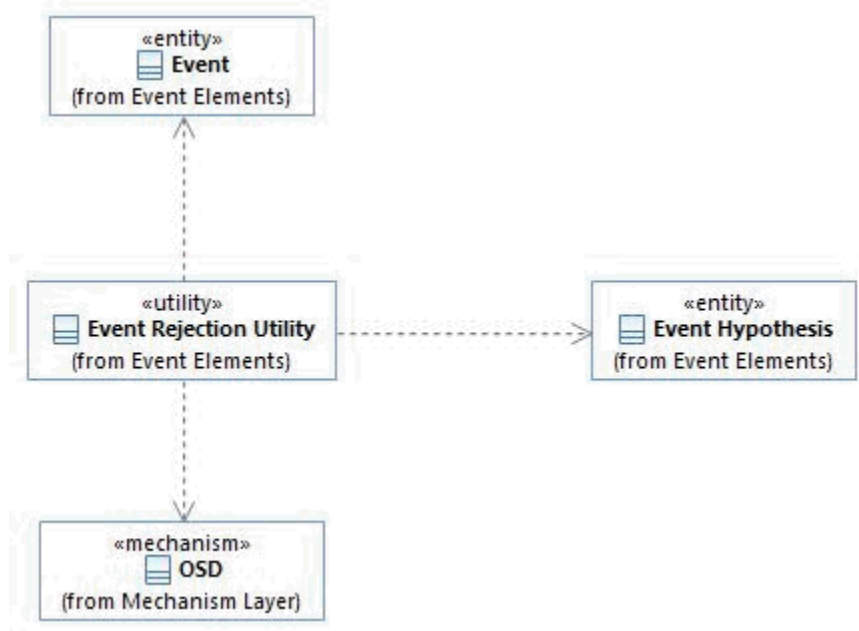 «entity»
Event
(from Event Elements)
«utility»
Event Rejection Utility
(from Event Elements)
«entity»
Event Hypothesis
(from Event Elements)
«mechanism»
OSD
(from Mechanism Layer)